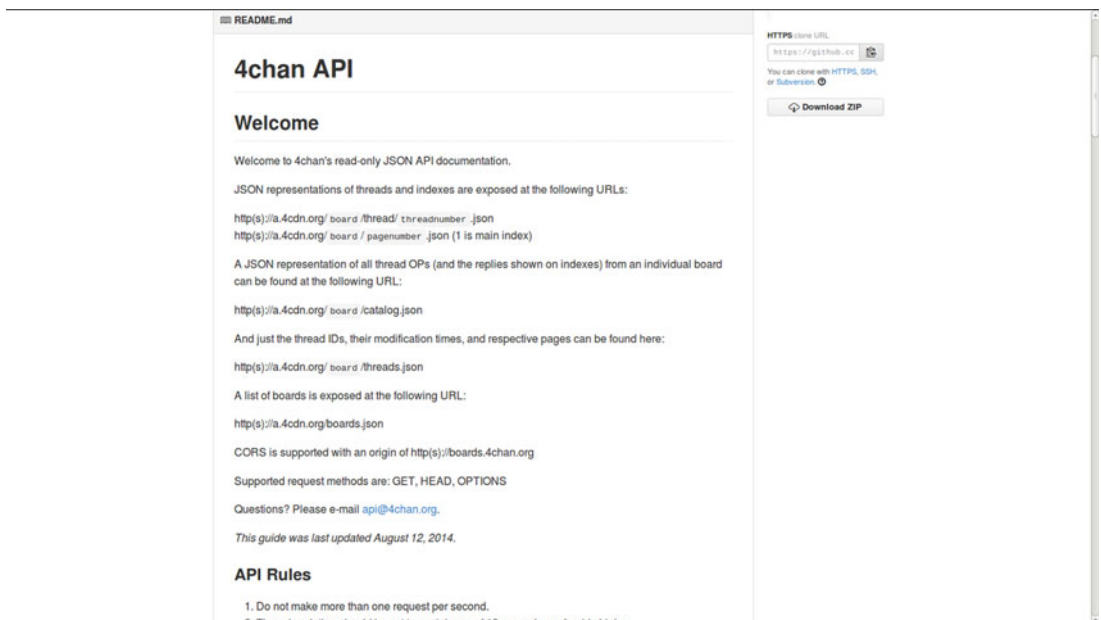 README.md
4chan API
Welcome
Welcome to 4chan's read-only JSON API documentation.
JSON representations of threads and indexes are exposed at the following URLs:
http(s)://a.4cdn.org/ board /thread/ threadnumber .json
http(s)://a.4cdn.org/ board / pagenumber .json (1 is main index)
A JSON representation of all thread OPs (and the replies shown on indexes) from an individual board
can be found at the following URL:
http(s)://a.4cdn.org/ board /catalog.json
And just the thread IDs, their modification times, and respective pages can be found here:
http(s)://a.4cdn.org/ board /threads.json
A list of boards is exposed at the following URL:
http(s)://a.4cdn.org/boards.json
CORS is supported with an origin of http(s)://boards.4chan.org
Supported request methods are: GET, HEAD, OPTIONS
Questions? Please e-mail api@4chan.org.
This guide was last updated August 12, 2014.
API Rules
1. Do not make more than one request per second.
HTTPS clone URL
https://github.cc
You can clone with HTTPS, SSH,
or Subversion.
Download ZIP